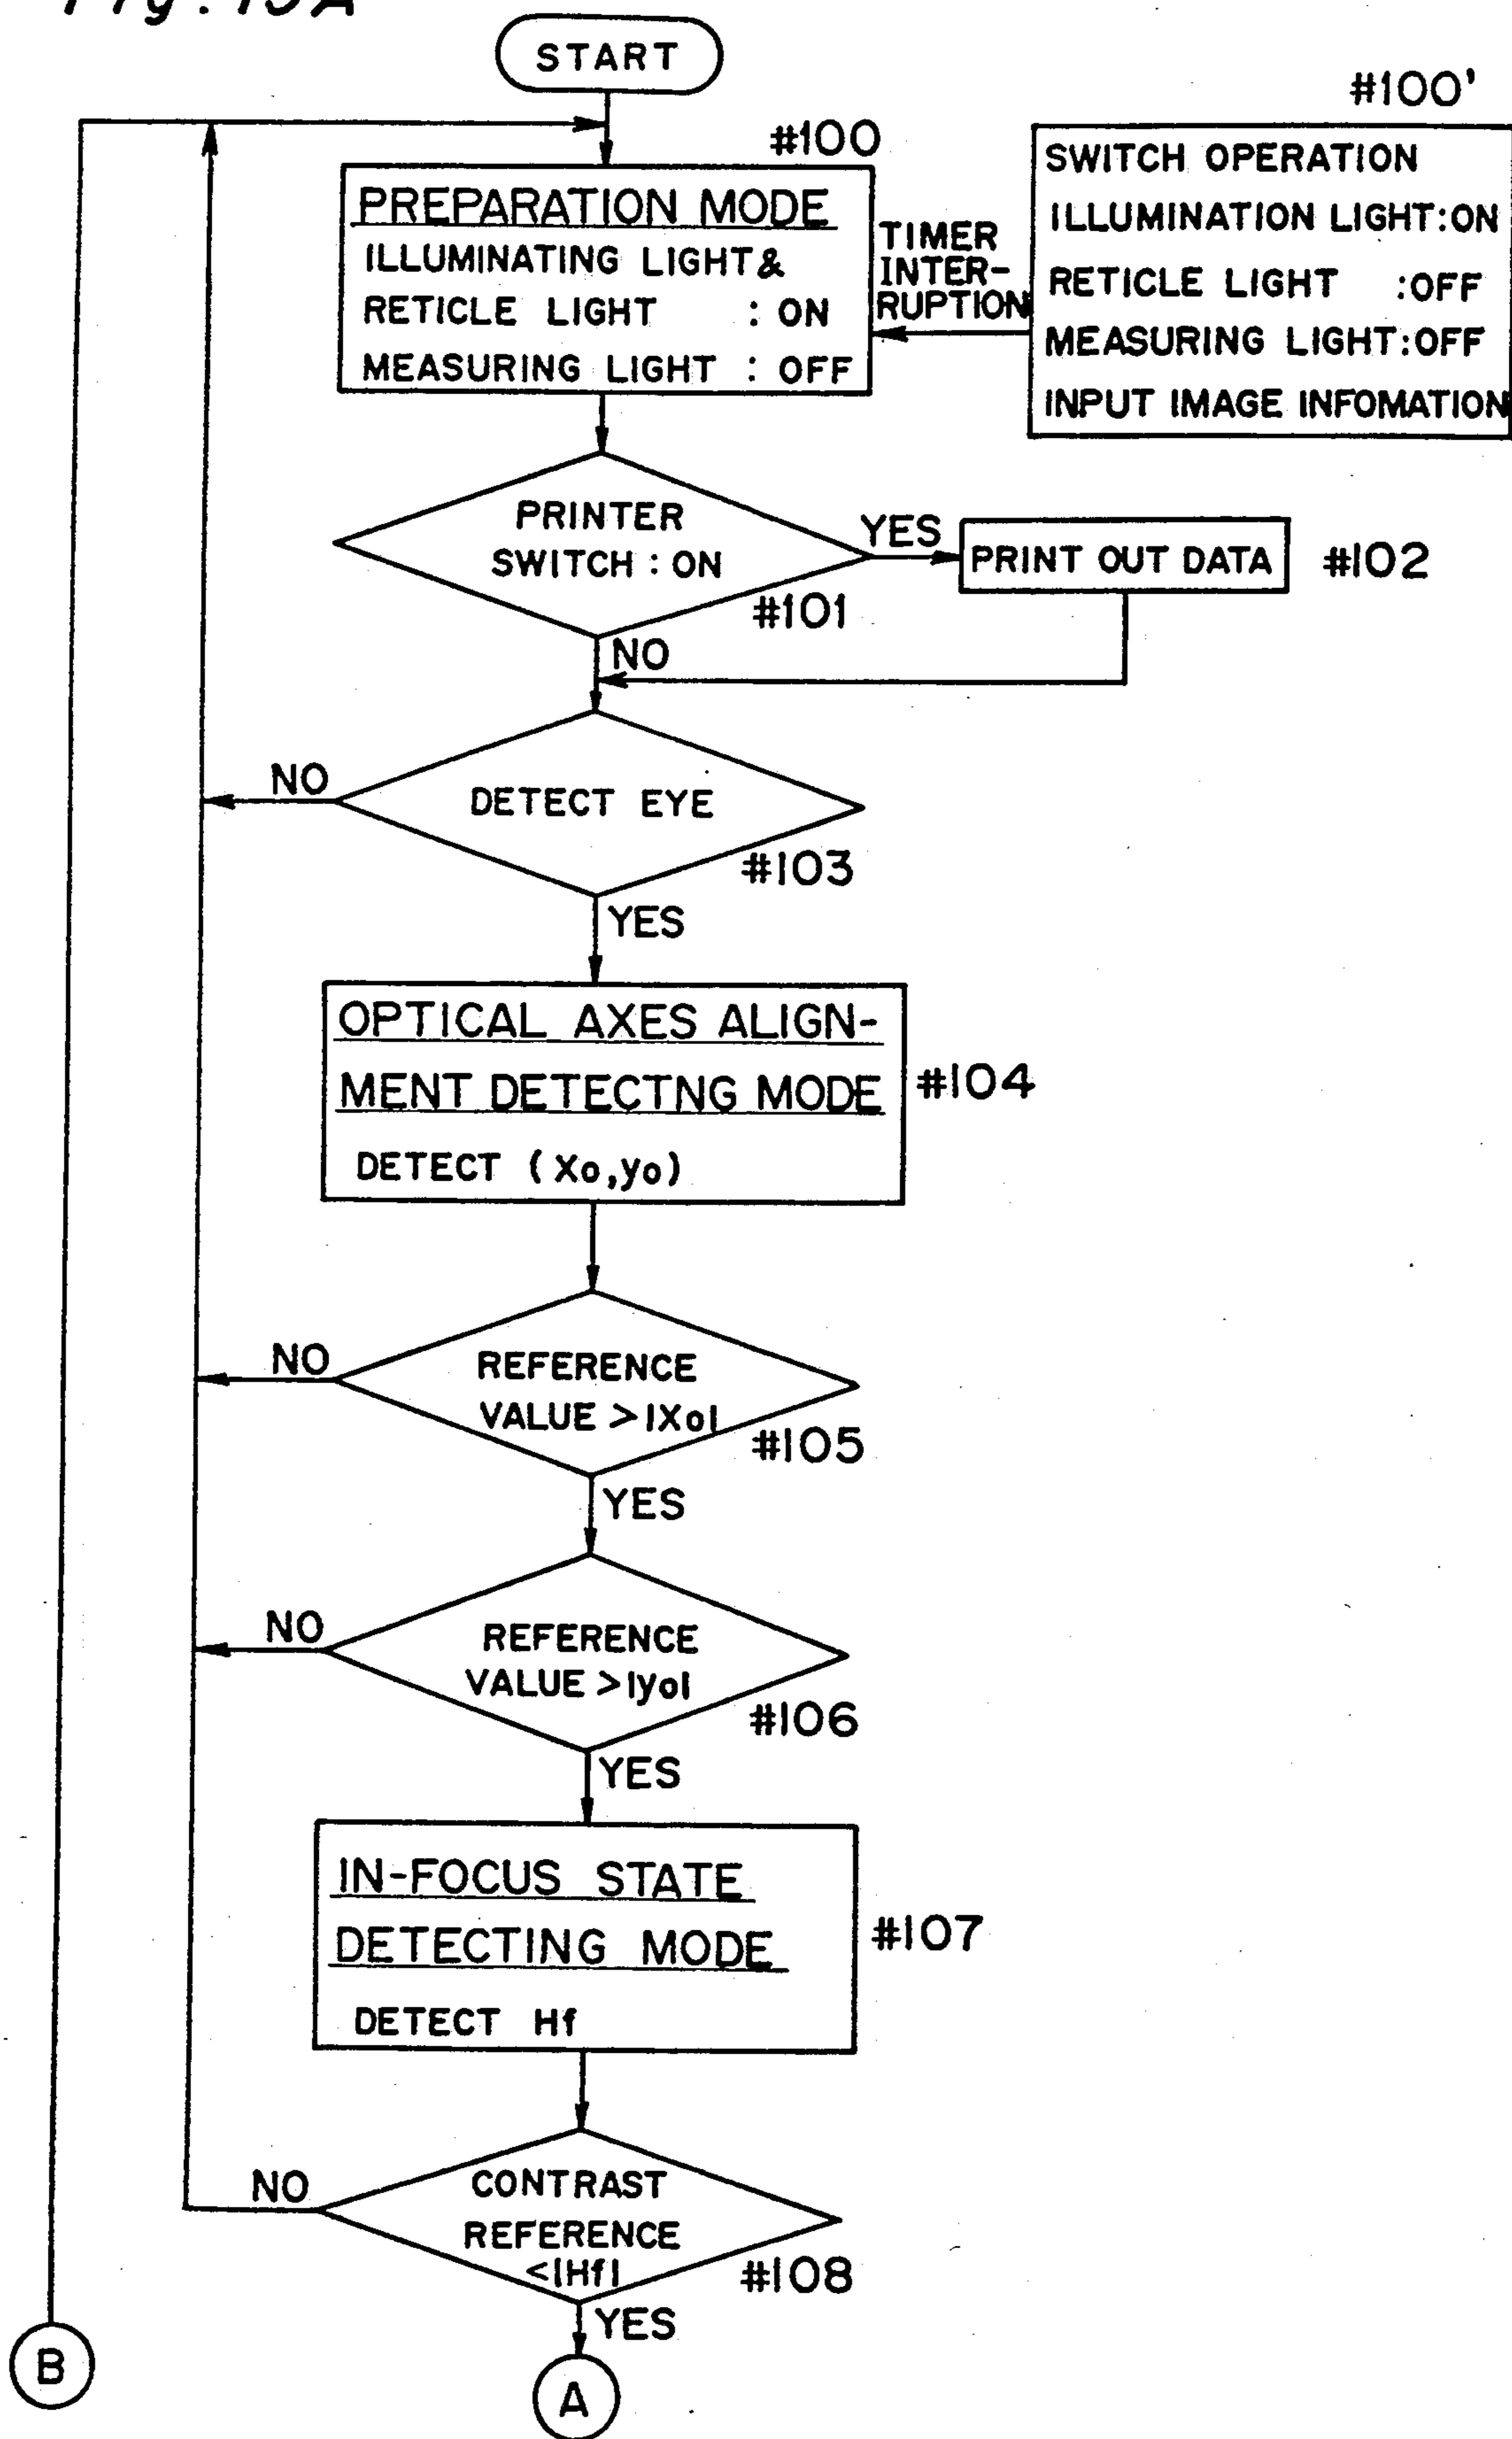 Fig. 13A
START
#100
PREPARATION MODE
ILLUMINATING LIGHT &
RETICLE LIGHT : ON
MEASURING LIGHT : OFF
TIMER
INTER-
RUPTION
#100'
SWITCH OPERATION
ILLUMINATION LIGHT:ON
RETICLE LIGHT :OFF
MEASURING LIGHT:OFF
INPUT IMAGE INFOMATION
PRINTER
SWITCH : ON
#101
YES
PRINT OUT DATA
#102
NO
DETECT EYE
NO
#103
YES
OPTICAL AXES ALIGN-
MENT DETECTNG MODE
DETECT (Xo,yo)
#104
REFERENCE
VALUE >|Xo|
NO
#105
YES
REFERENCE
VALUE >|yo|
NO
#106
YES
IN-FOCUS STATE
DETECTING MODE
DETECT Hf
#107
CONTRAST
REFERENCE
<|Hf|
NO
#108
YES
B
A